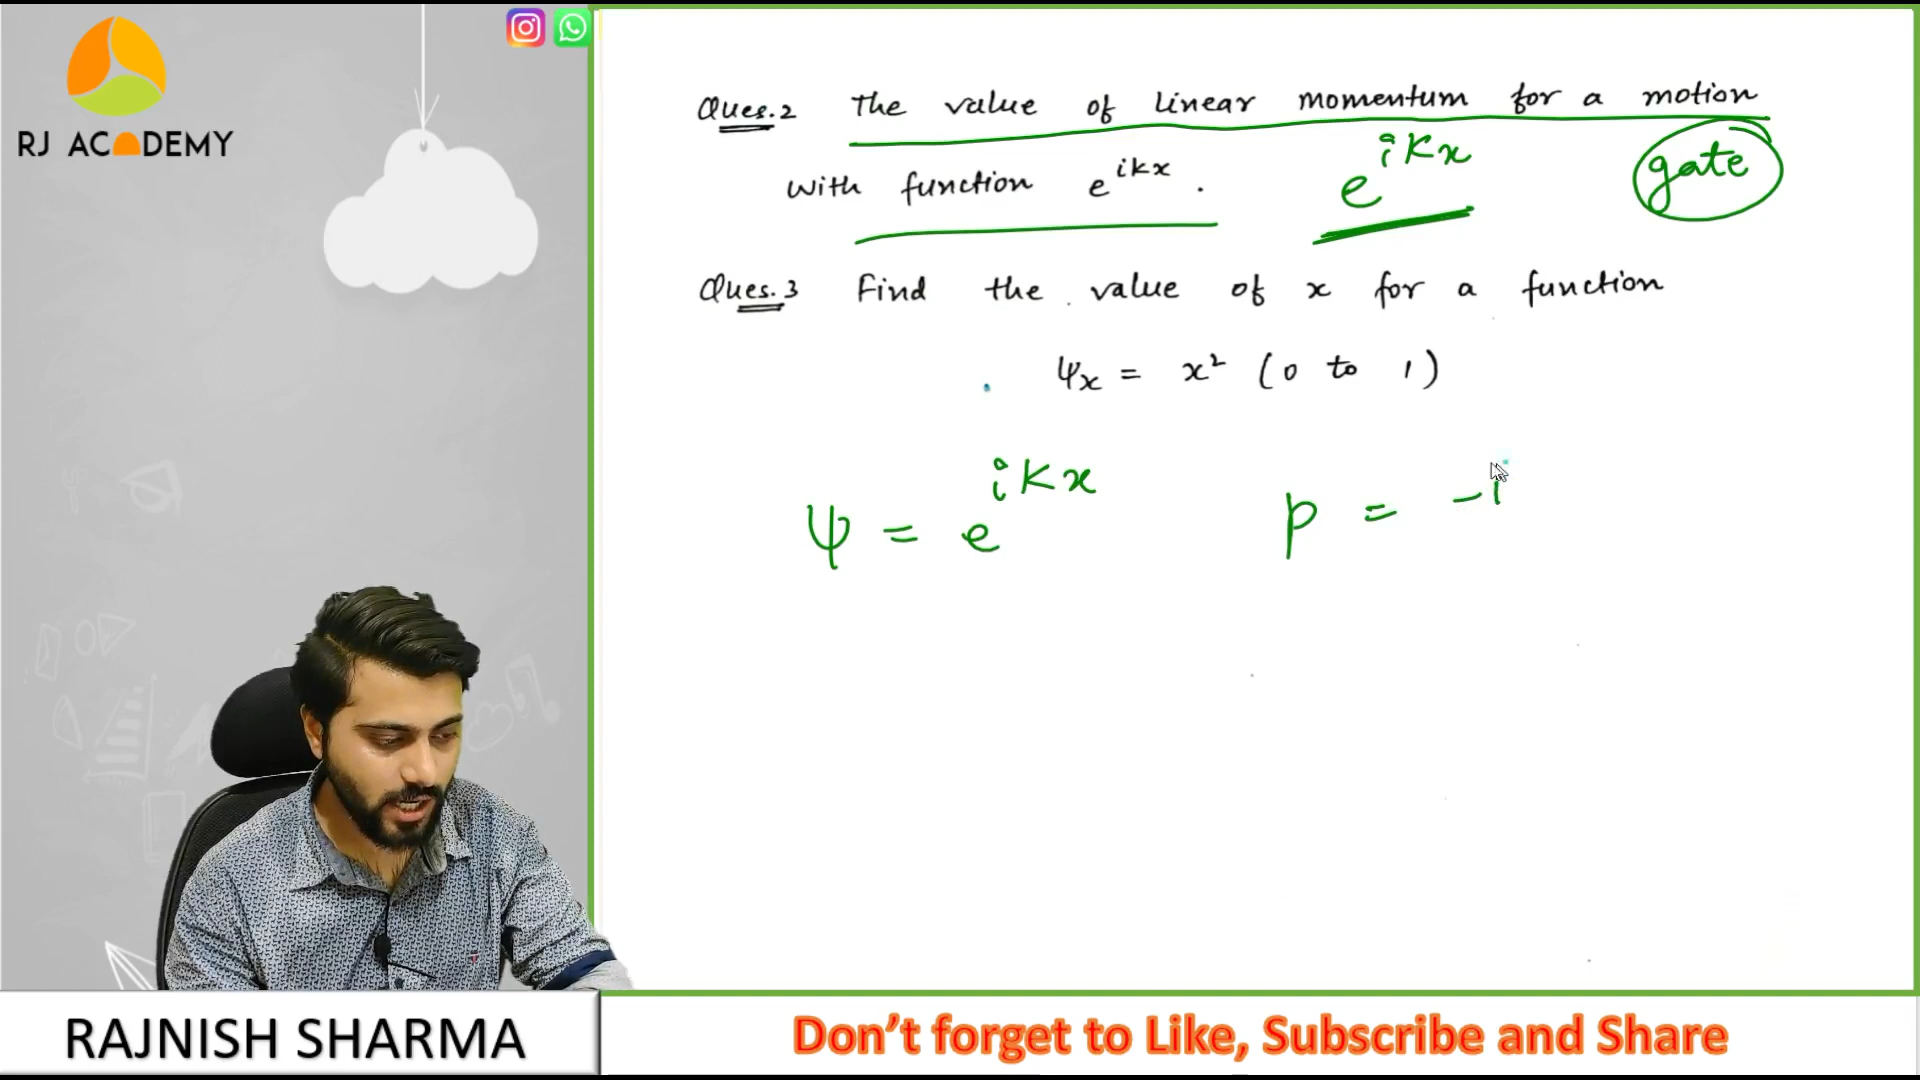 RJ ACADEMY
Ques.2 The value of Linear momentum for a motion
with function e^{ikx} .
e^{iKx}
gate
Ques.3 Find the value of x for a function
Ψx = x² (0 to 1)
Ψ = e^{iKx}
p = -i
RAJNISH SHARMA
Don’t forget to Like, Subscribe and Share